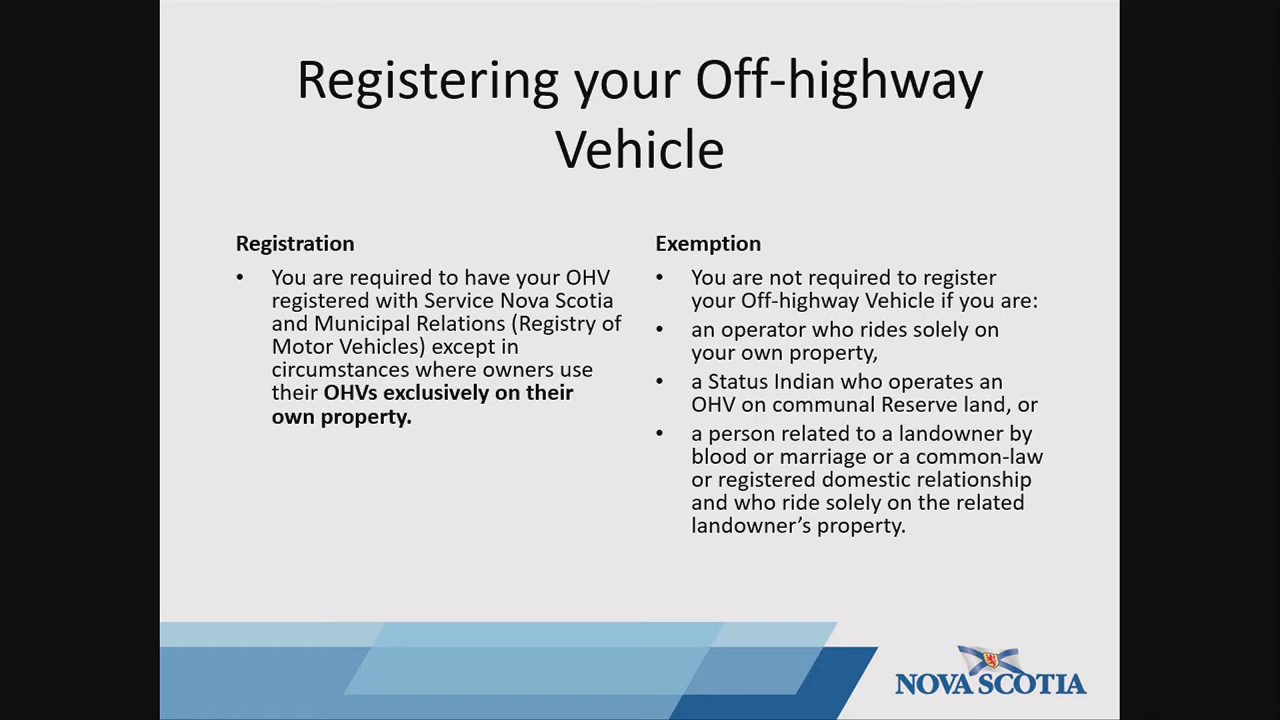 Registering your Off-highway
Vehicle
Registration
• You are required to have your OHV
registered with Service Nova Scotia
and Municipal Relations (Registry of
Motor Vehicles) except in
circumstances where owners use
their OHVs exclusively on their
own property.
Exemption
• You are not required to register
your Off-highway Vehicle if you are:
• an operator who rides solely on
your own property,
• a Status Indian who operates an
OHV on communal Reserve land, or
• a person related to a landowner by
blood or marriage or a common-law
or registered domestic relationship
and who ride solely on the related
landowner’s property.
NOVA SCOTIA